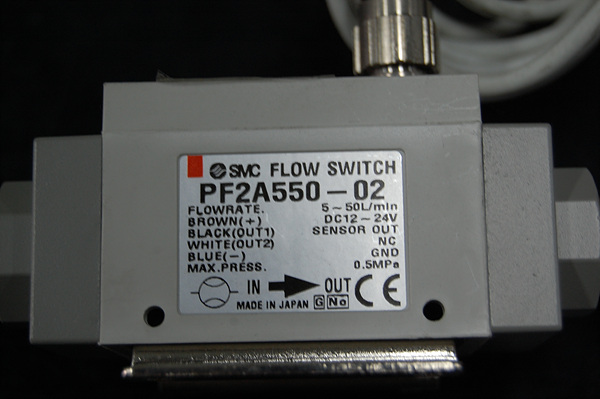 SMC FLOW SWITCH
PF2A550-02
FLOWRATE. 5~50L/min
BROWN(+) DC12~24V
BLACK(OUT1) SENSOR OUT
WHITE(OUT2) NC
BLUE(-) GND
MAX.PRESS. 0.5MPa
IN OUT
MADE IN JAPAN G No CE